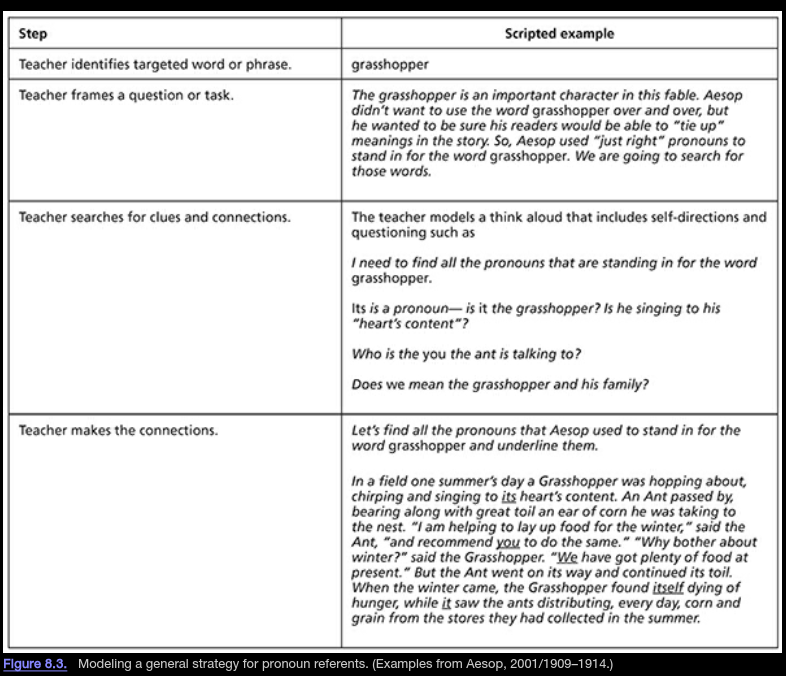 Step
Scripted example
Teacher identifies targeted word or phrase.
grasshopper
Teacher frames a question or task.
The grasshopper is an important character in this fable. Aesop
didn't want to use the word grasshopper over and over, but
he wanted to be sure his readers would be able to "tie up"
meanings in the story. So, Aesop used "just right" pronouns to
stand in for the word grasshopper. We are going to search for
those words.
Teacher searches for clues and connections.
The teacher models a think aloud that includes self-directions and
questioning such as
I need to find all the pronouns that are standing in for the word
grasshopper.
Its is a pronoun— is it the grasshopper? Is he singing to his
"heart's content"?
Who is the you the ant is talking to?
Does we mean the grasshopper and his family?
Teacher makes the connections.
Let's find all the pronouns that Aesop used to stand in for the
word grasshopper and underline them.
In a field one summer's day a Grasshopper was hopping about,
chirping and singing to its heart's content. An Ant passed by,
bearing along with great toil an ear of corn he was taking to
the nest. "I am helping to lay up food for the winter," said the
Ant, "and recommend you to do the same." "Why bother about
winter?" said the Grasshopper. "We have got plenty of food at
present." But the Ant went on its way and continued its toil.
When the winter came, the Grasshopper found itself dying of
hunger, while it saw the ants distributing, every day, corn and
grain from the stores they had collected in the summer.
Figure 8.3. Modeling a general strategy for pronoun referents. (Examples from Aesop, 2001/1909–1914.)